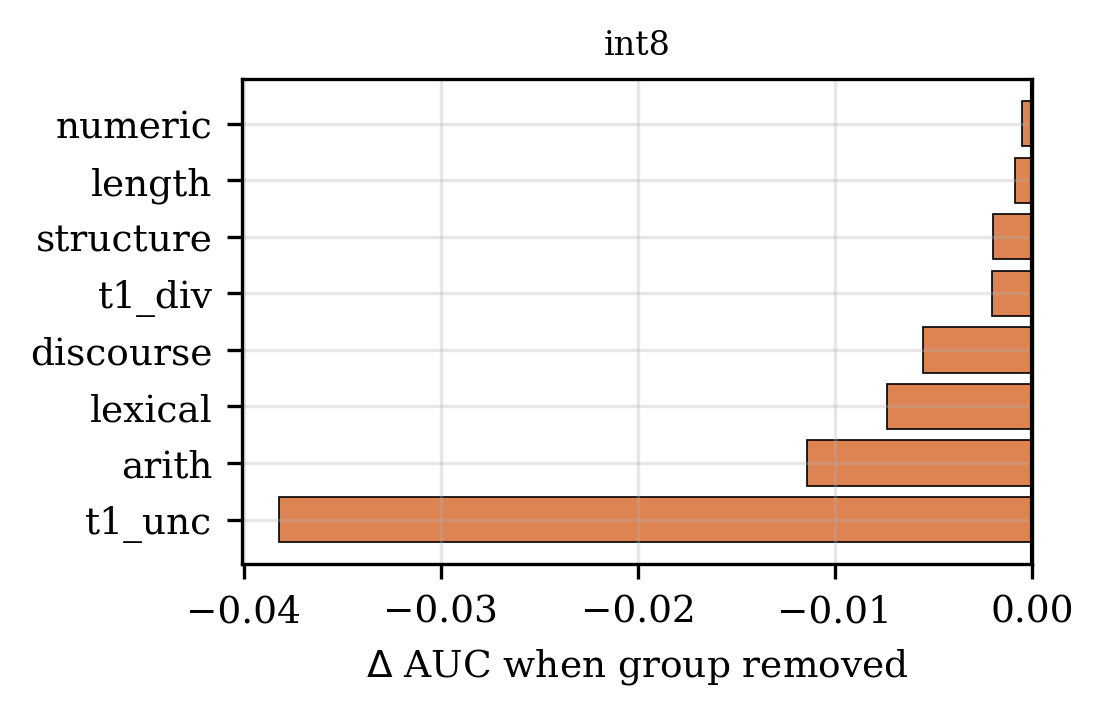 int8
numeric
length
structure
t1_div
discourse
lexical
arith
t1_unc
−0.04 −0.03 −0.02 −0.01 0.00
Δ AUC when group removed